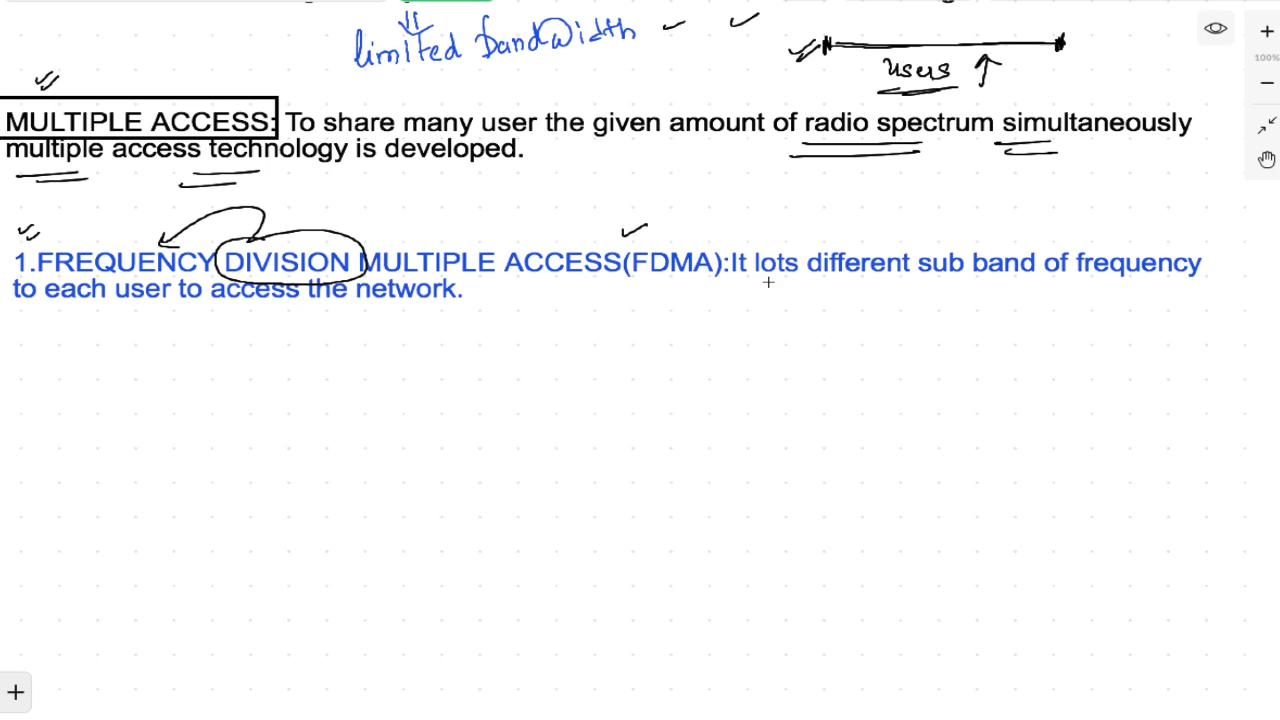 limited bandwidth
users
100%
MULTIPLE ACCESS: To share many user the given amount of radio spectrum simultaneously
multiple access technology is developed.
1.FREQUENCY DIVISION MULTIPLE ACCESS(FDMA):It lots different sub band of frequency
to each user to access the network.